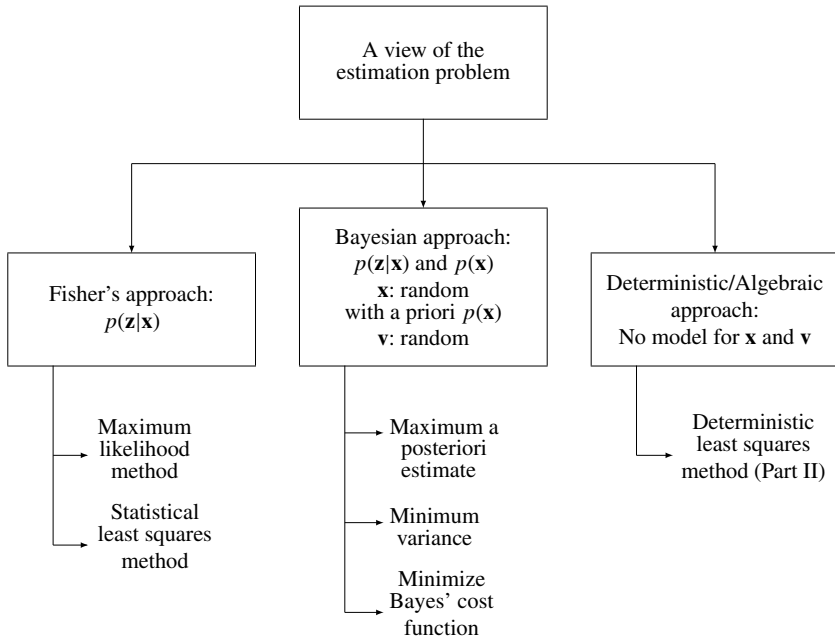 A view of the
estimation problem
Fisher's approach:
p(z|x)
Bayesian approach:
p(z|x) and p(x)
x: random
with a priori p(x)
v: random
Deterministic/Algebraic
approach:
No model for x and v
Maximum
likelihood
method
Statistical
least squares
method
Maximum a
posteriori
estimate
Minimum
variance
Minimize
Bayes' cost
function
Deterministic
least squares
method (Part II)